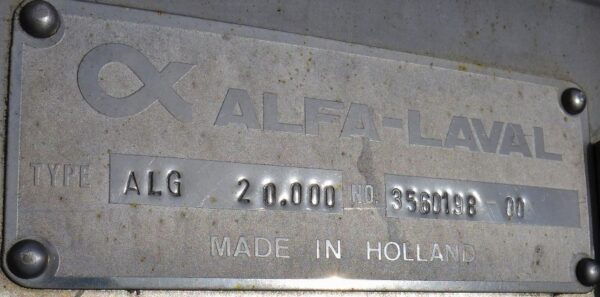 ALFA-LAVAL
TYPE ALG 20.000 NO. 3560198-00
MADE IN HOLLAND